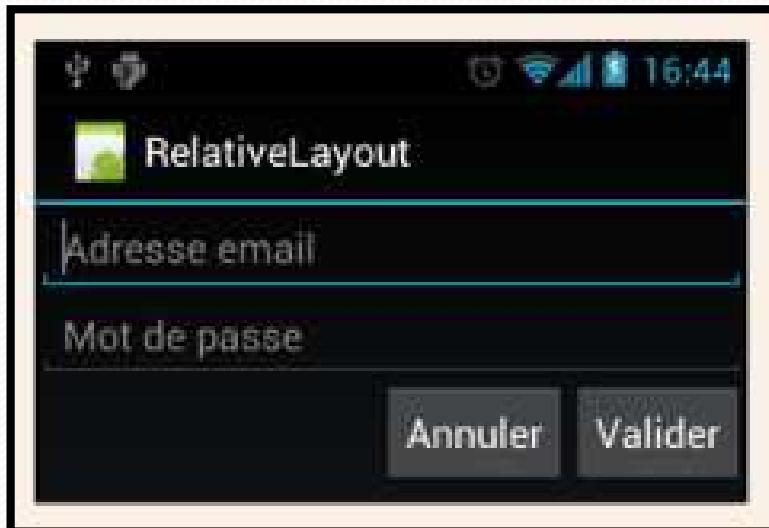 16:44
RelativeLayout
Adresse email
Mot de passe
Annuler Valider